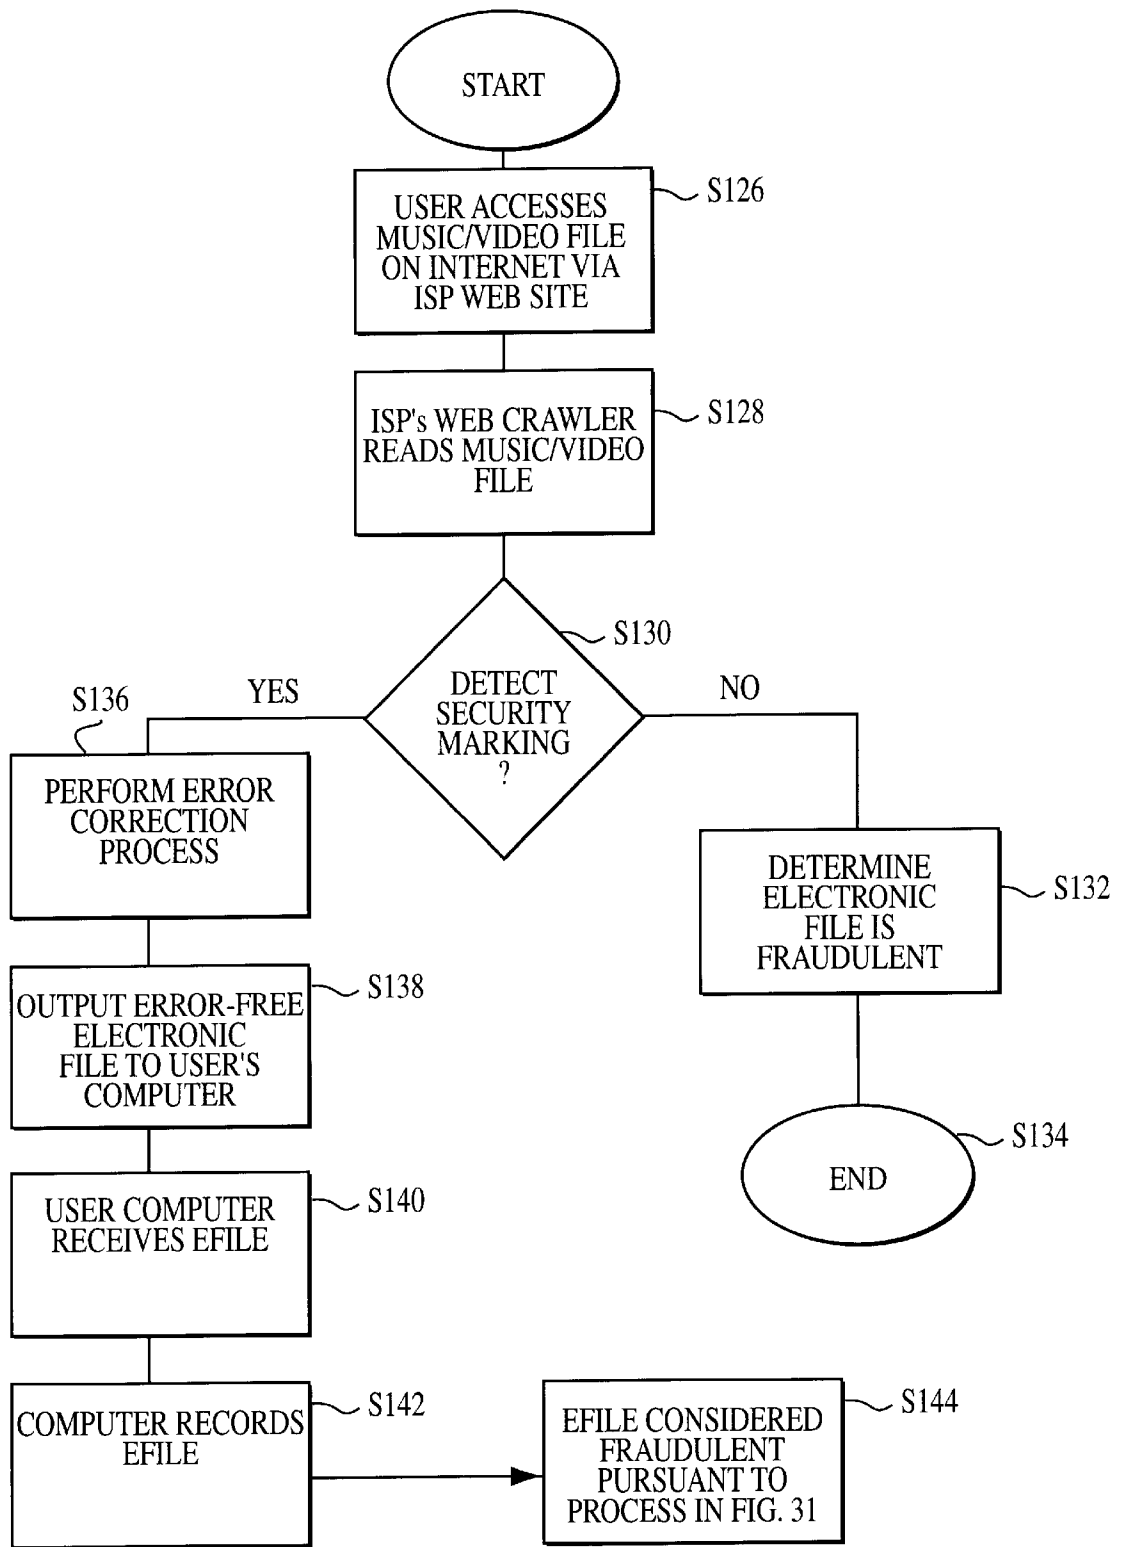 START
S126
USER ACCESSES
MUSIC/VIDEO FILE
ON INTERNET VIA
ISP WEB SITE
S128
ISP's WEB CRAWLER
READS MUSIC/VIDEO
FILE
S130
DETECT
SECURITY
MARKING
?
YES
NO
S136
PERFORM ERROR
CORRECTION
PROCESS
S132
DETERMINE
ELECTRONIC
FILE IS
FRAUDULENT
S138
OUTPUT ERROR-FREE
ELECTRONIC
FILE TO USER'S
COMPUTER
S134
END
S140
USER COMPUTER
RECEIVES EFILE
S142
COMPUTER RECORDS
EFILE
S144
EFILE CONSIDERED
FRAUDULENT
PURSUANT TO
PROCESS IN FIG. 31